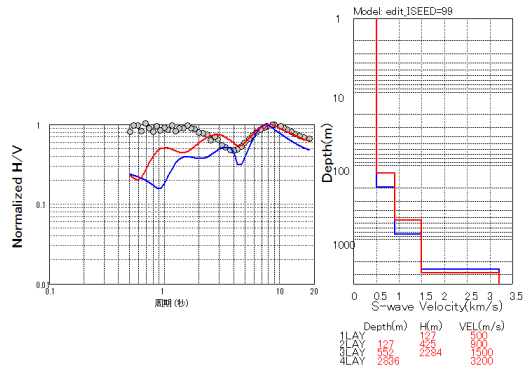 Model: edit_ISEED=99
Normalized H/V
1
0.1
0.01
0.1
1
10
20
周期 (秒)
Depth(m)
1
10
100
1000
0
0.5
1
1.5
2
2.5
3
3.5
S-wave Velocity(km/s)
Depth(m) H(m) VEL(m/s)
1LAY 127 500
2LAY 127 425 900
3LAY 552 2284 1500
4LAY 2836 3200